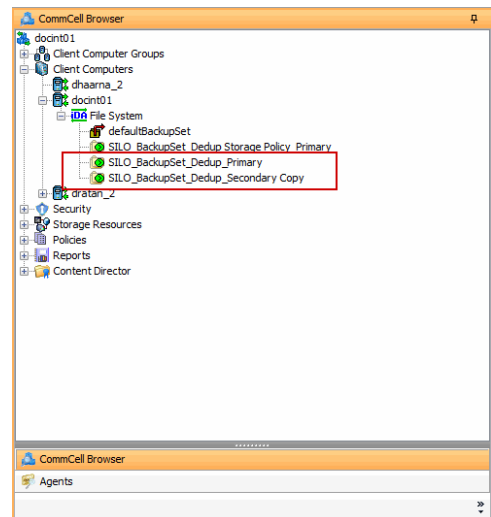 CommCell Browser
docint01
Client Computer Groups
Client Computers
dhaarna_2
docint01
iDA File System
defaultBackupSet
SILO_BackupSet_Dedup Storage Policy_Primary
SILO_BackupSet_Dedup_Primary
SILO_BackupSet_Dedup_Secondary Copy
dratan_2
Security
Storage Resources
Policies
Reports
Content Director
CommCell Browser
Agents